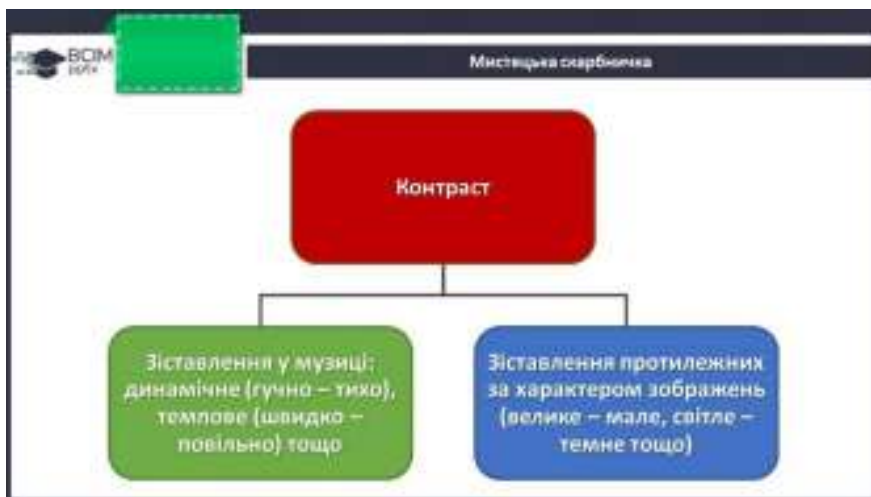 ВСІМ
Мистецька скарбничка
Контраст
Зіставлення у музиці:
динамічне (гучно – тихо),
темпове (швидко –
повільно) тощо
Зіставлення протилежних
за характером зображень
(велике – мале, світле –
темне тощо)